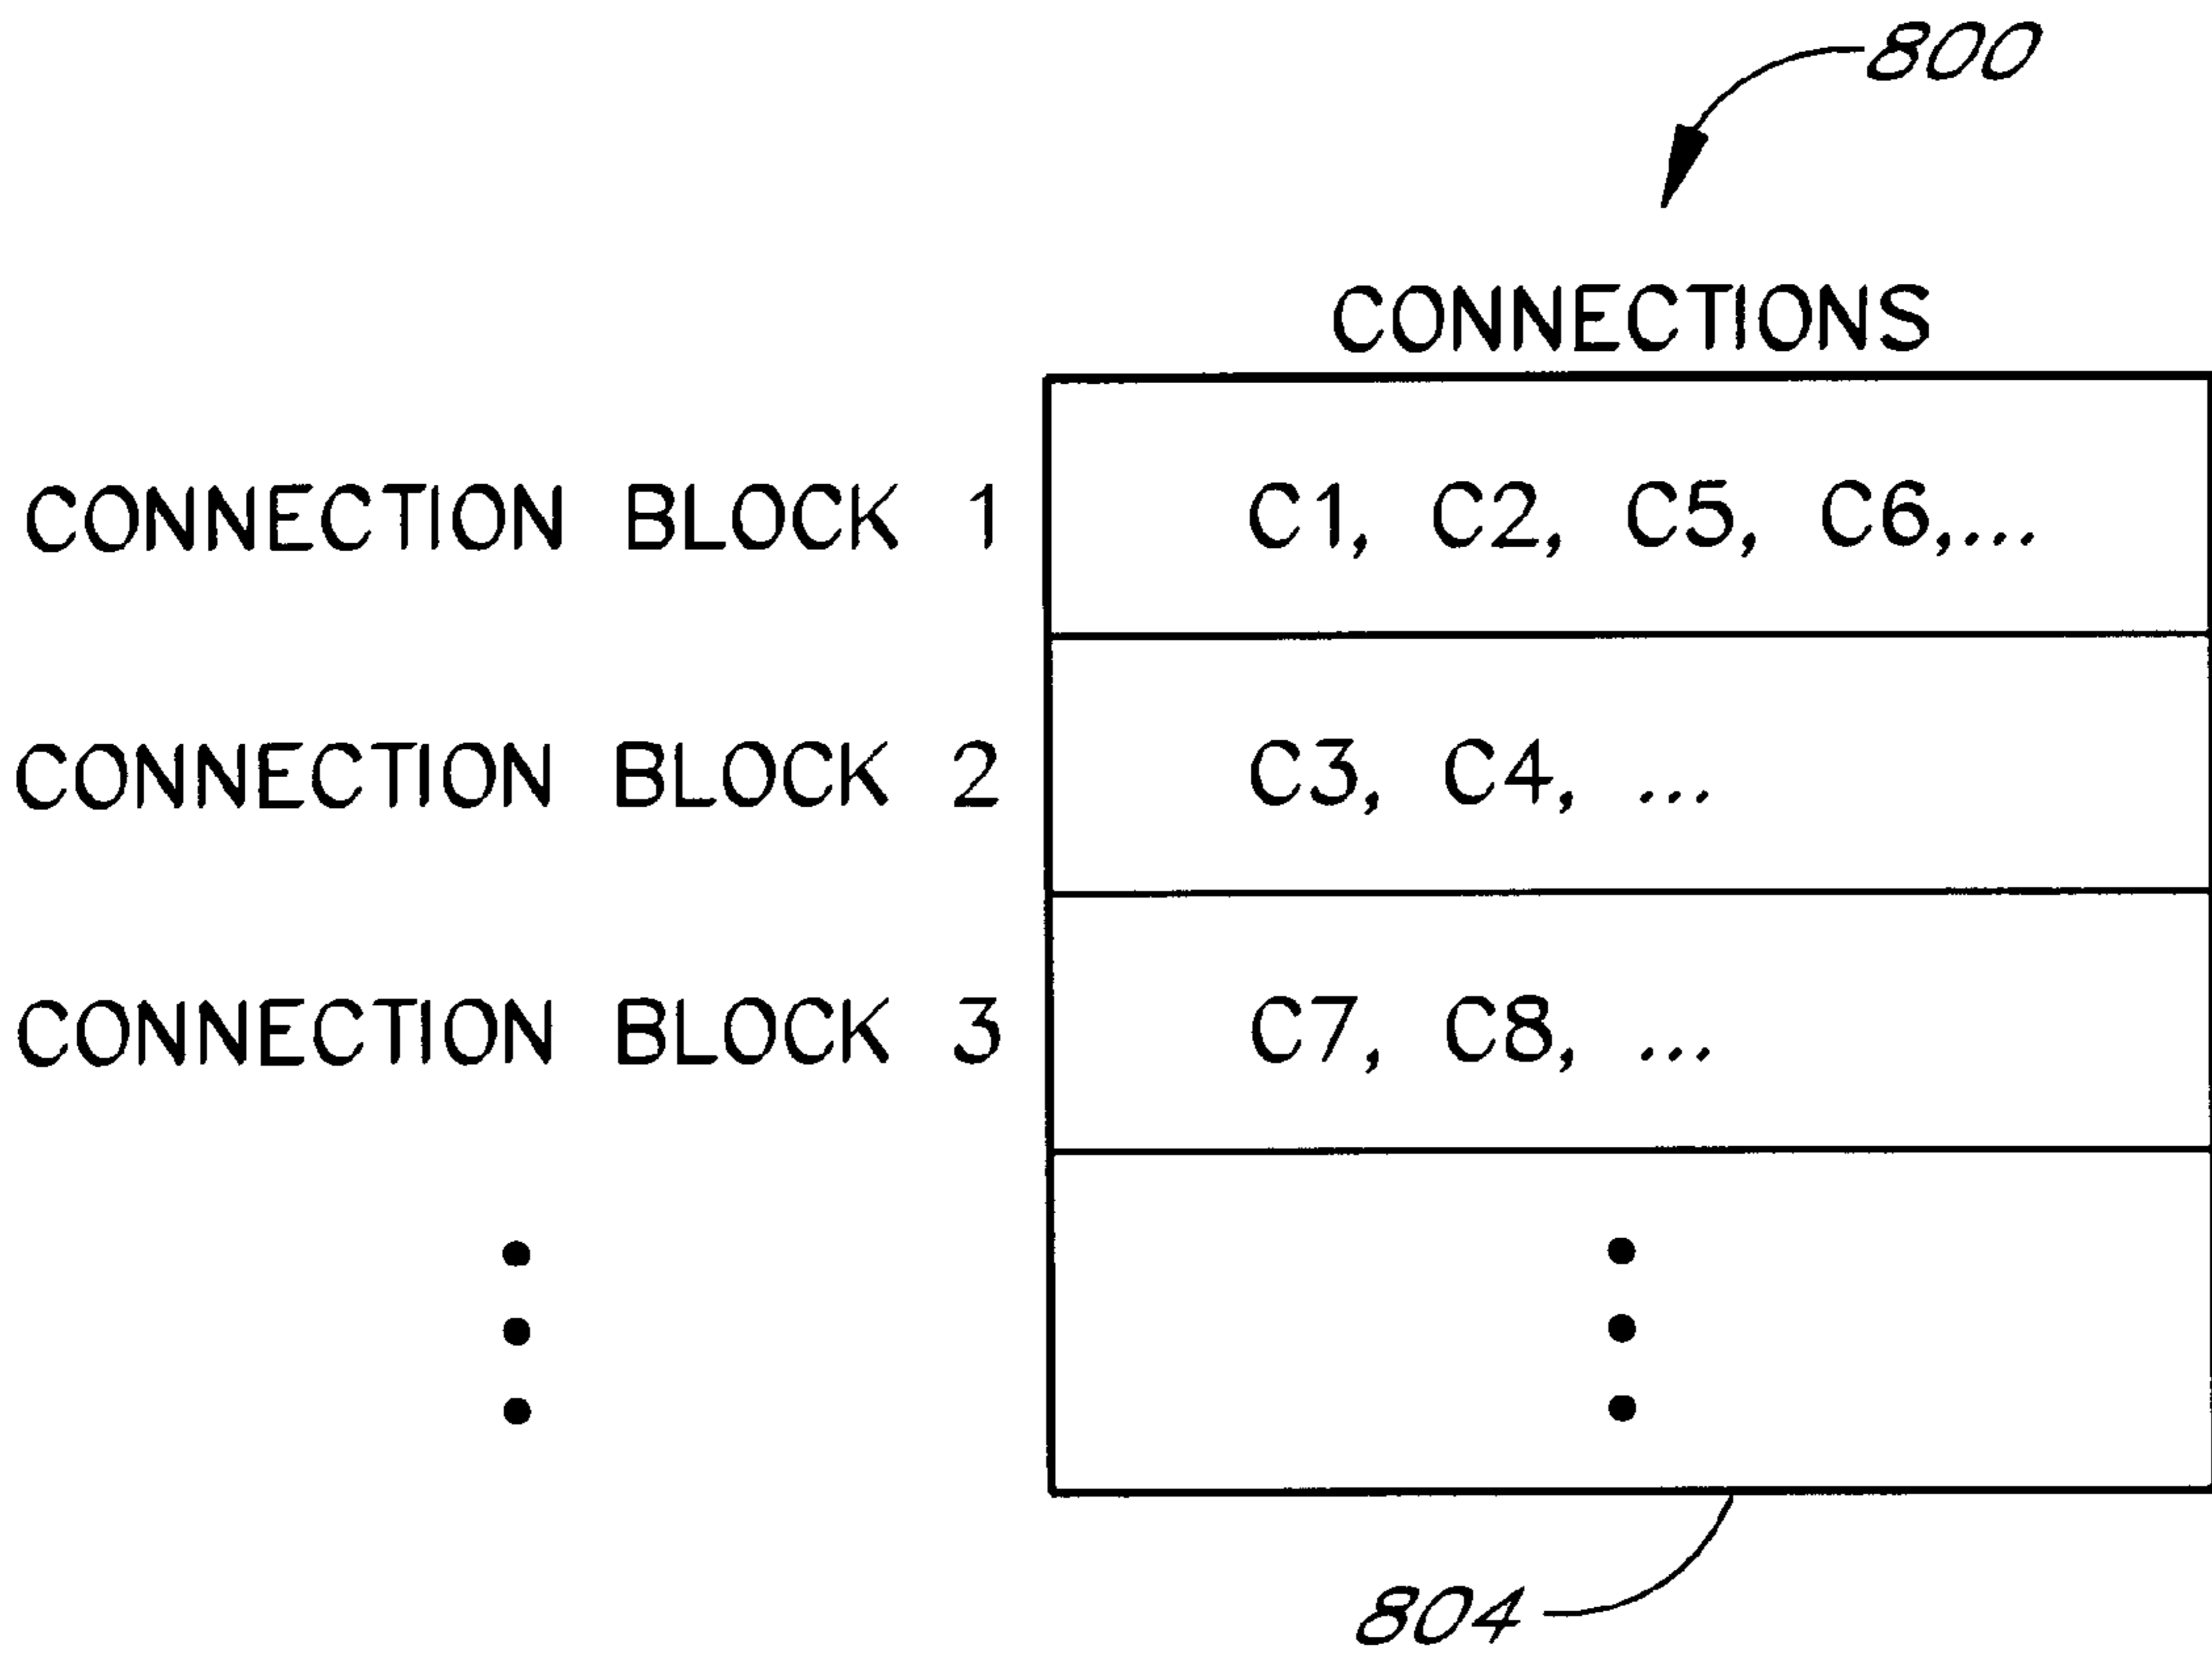 800
CONNECTIONS
CONNECTION BLOCK 1 C1, C2, C5, C6,...
CONNECTION BLOCK 2 C3, C4, ...
CONNECTION BLOCK 3 C7, C8, ...
804